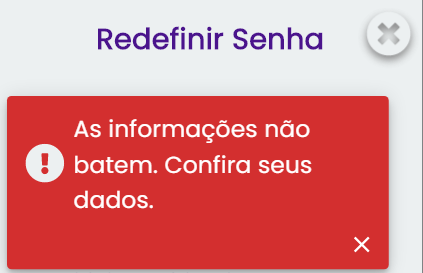 Redefinir Senha
As informações não
batem. Confira seus
dados.